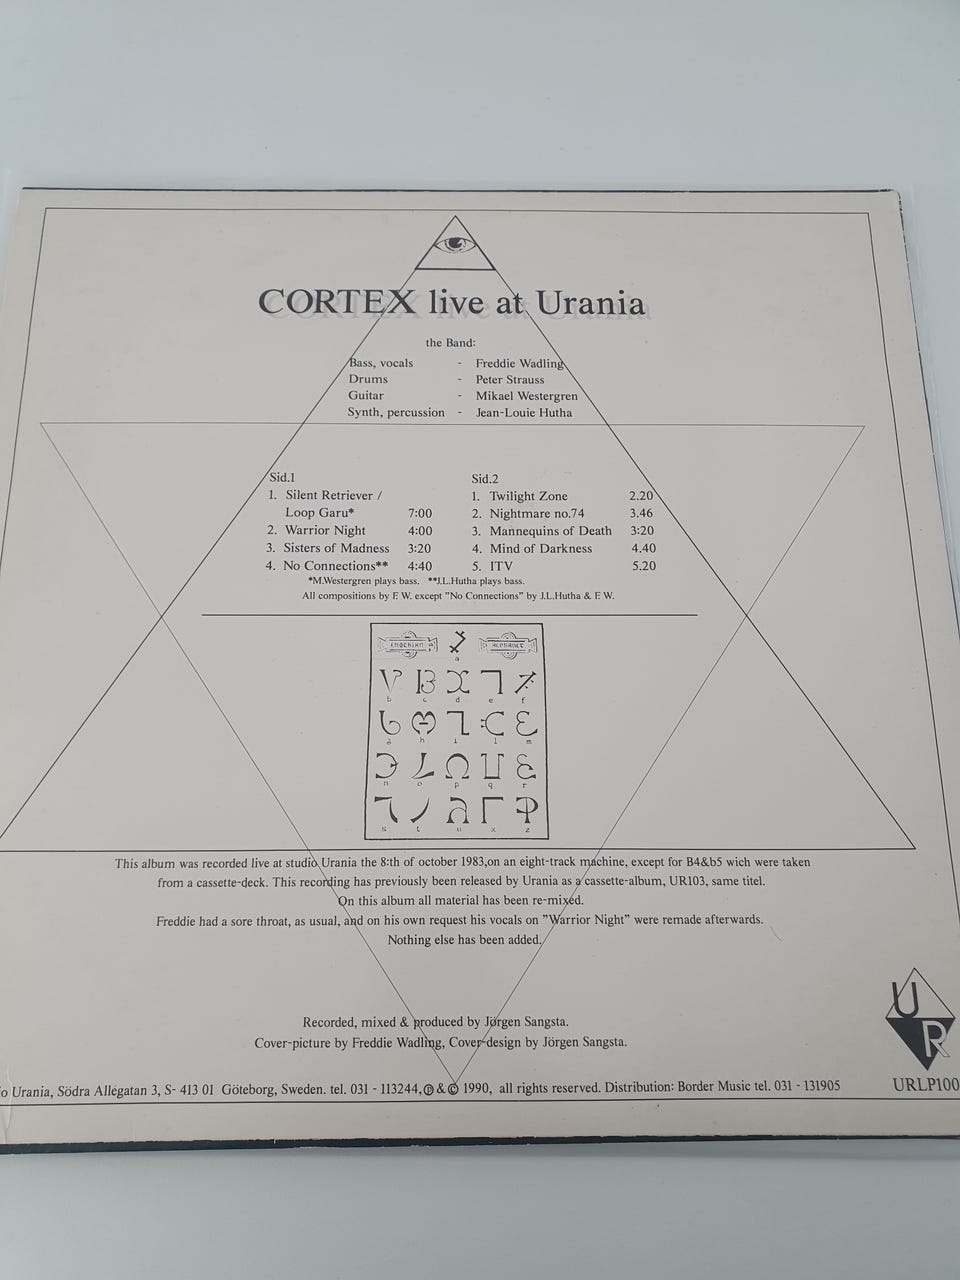 CORTEX live at Urania
the Band:
Bass, vocals - Freddie Wadling
Drums - Peter Strauss
Guitar - Mikael Westergren
Synth, percussion - Jean-Louie Hutha
Sid.1
1. Silent Retriever /
Loop Garu* 7:00
2. Warrior Night 4:00
3. Sisters of Madness 3:20
4. No Connections** 4:40
Sid.2
1. Twilight Zone 2.20
2. Nightmare no.74 3.46
3. Mannequins of Death 3:20
4. Mind of Darkness 4.40
5. ITV 5.20
*M.Westergren plays bass. **J.L.Hutha plays bass.
All compositions by F. W. except "No Connections" by J.L.Hutha & F. W.
ENOCHIAN ALPHABET
a
b c d e f
g h i l m
n o p q r
s t u x z
This album was recorded live at studio Urania the 8:th of october 1983,on an eight-track machine, except for B4&b5 wich were taken
from a cassette-deck. This recording has previously been released by Urania as a cassette-album, UR103, same titel.
On this album all material has been re-mixed.
Freddie had a sore throat, as usual, and on his own request his vocals on "Warrior Night" were remade afterwards.
Nothing else has been added.
Recorded, mixed & produced by Jörgen Sangsta.
Cover-picture by Freddie Wadling, Cover-design by Jörgen Sangsta.
o Urania, Södra Allégatan 3, S- 413 01 Göteborg, Sweden. tel. 031 - 113244, ℗ & © 1990, all rights reserved. Distribution: Border Music tel. 031 - 131905
UR
URLP100